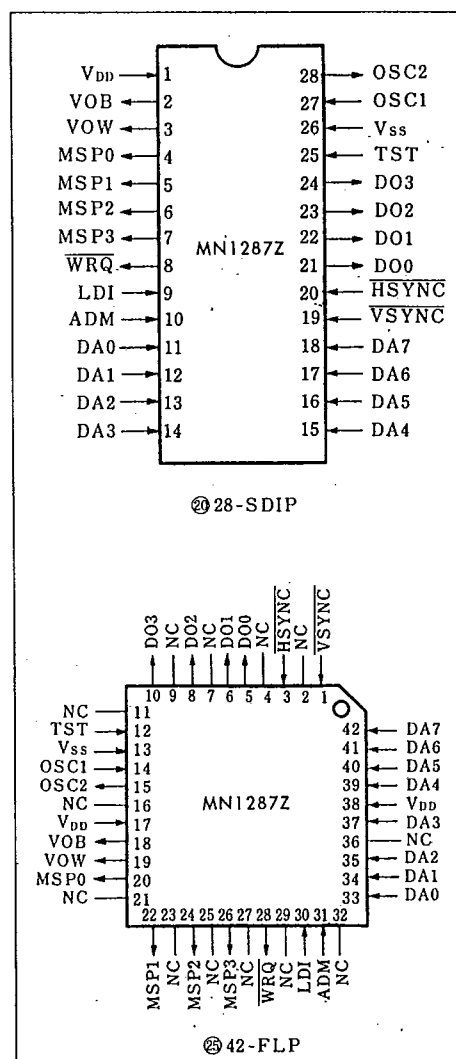 VDD 1 28 OSC2
VOB 2 27 OSC1
VOW 3 26 Vss
MSP0 4 25 TST
MSP1 5 24 DO3
MSP2 6 23 DO2
MSP3 7 22 DO1
MN1287Z
WRQ 8 21 DO0
LDI 9 20 HSYNC
ADM 10 19 VSYNC
DA0 11 18 DA7
DA1 12 17 DA6
DA2 13 16 DA5
DA3 14 15 DA4
⑳ 28-SDIP
DO3 NC DO2 NC DO1 DO0 NC HSYNC NC VSYNC
10 9 8 7 6 5 4 3 2 1
NC 11
TST 12 42 DA7
Vss 13 41 DA6
OSC1 14 40 DA5
OSC2 15 39 DA4
NC 16 MN1287Z 38 VDD
VDD 17 37 DA3
VOB 18 36 NC
VOW 19 35 DA2
MSP0 20 34 DA1
NC 21 33 DA0
22 23 24 25 26 27 28 29 30 31 32
MSP1 NC MSP2 NC MSP3 NC WRQ NC LDI ADM NC
㉕ 42-FLP